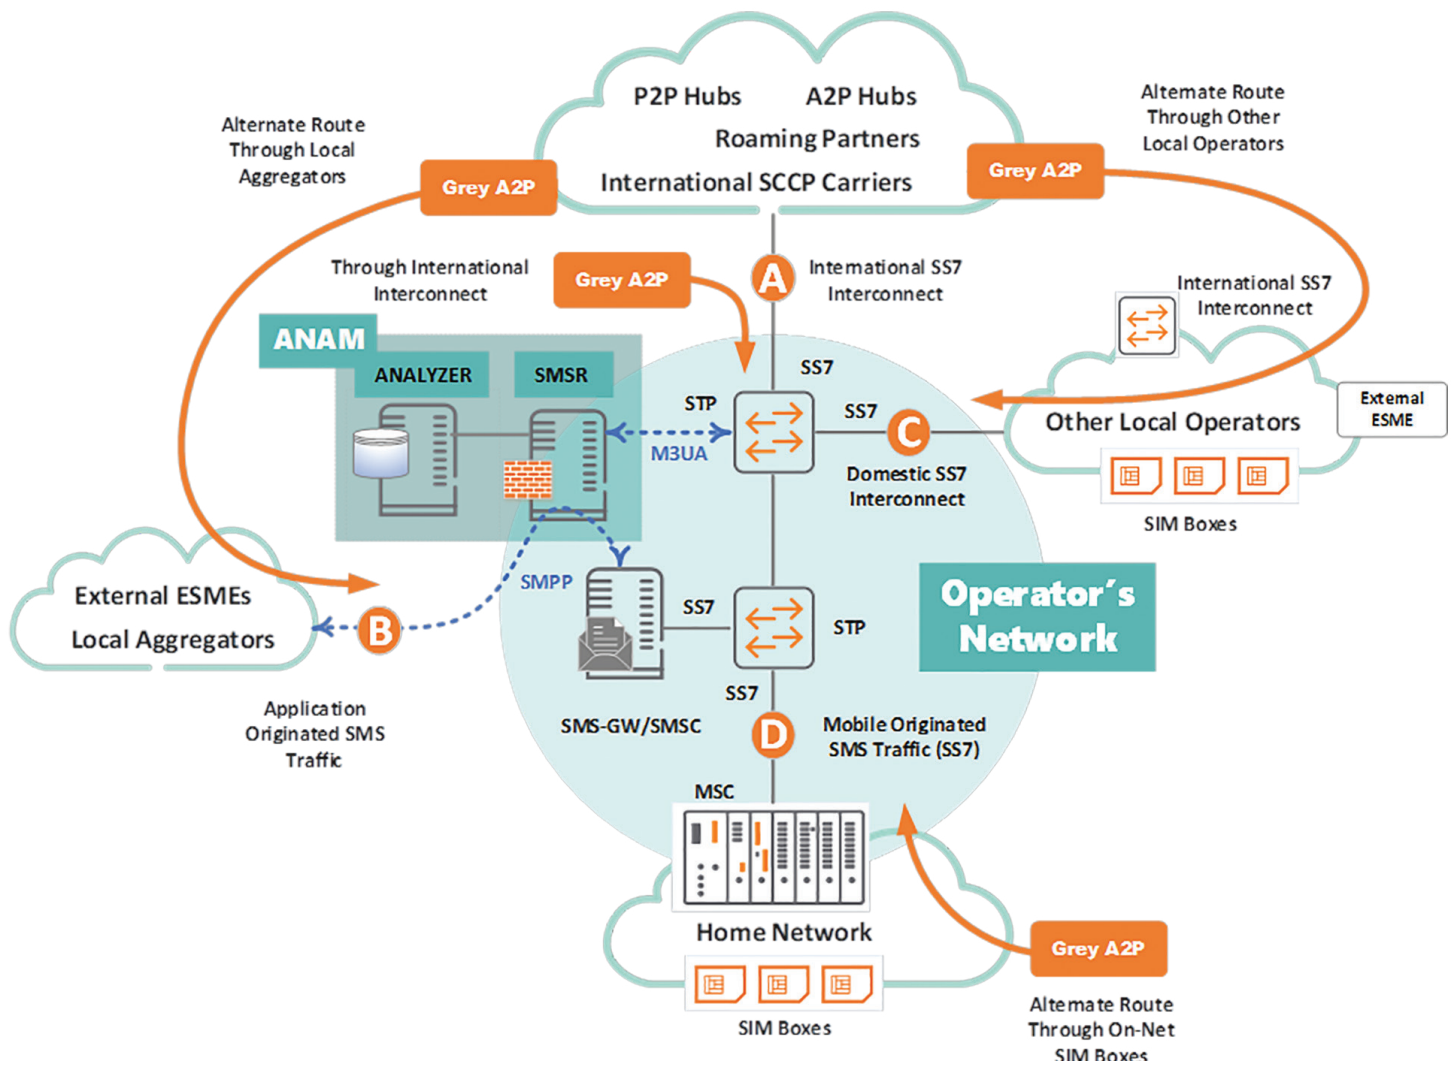 P2P Hubs
A2P Hubs
Roaming Partners
International SCCP Carriers
Alternate Route
Through Local
Aggregators
Grey A2P
Grey A2P
Alternate Route
Through Other
Local Operators
Through International
Interconnect
Grey A2P
A
International SS7
Interconnect
International SS7
Interconnect
ANAM
ANALYZER
SMSR
SS7
STP
SS7
C
M3UA
Domestic SS7
Interconnect
Other Local Operators
External
ESME
SIM Boxes
External ESMEs
Local Aggregators
B
SMPP
SS7
STP
Operator´s
Network
SS7
Application
Originated SMS
Traffic
SMS-GW/SMSC
D
Mobile Originated
SMS Traffic (SS7)
MSC
Home Network
SIM Boxes
Grey A2P
Alternate Route
Through On-Net
SIM Boxes